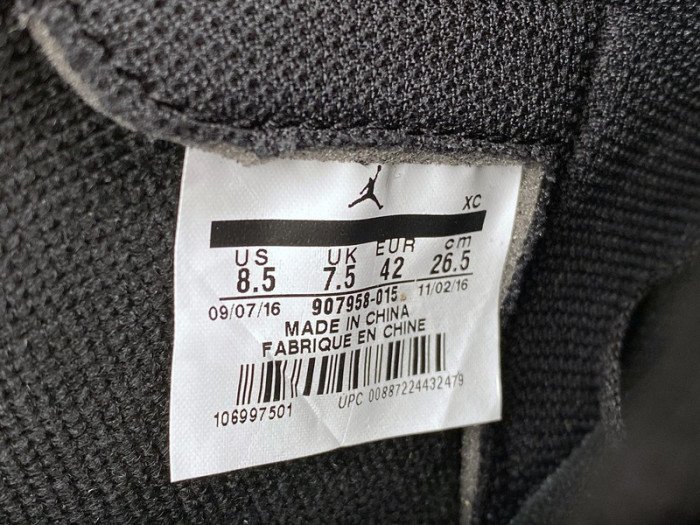 XC
US UK EUR cm
8.5 7.5 42 26.5
09/07/16 907958-015 11/02/16
MADE IN CHINA
FABRIQUE EN CHINE
106997501 UPC 00887224432479